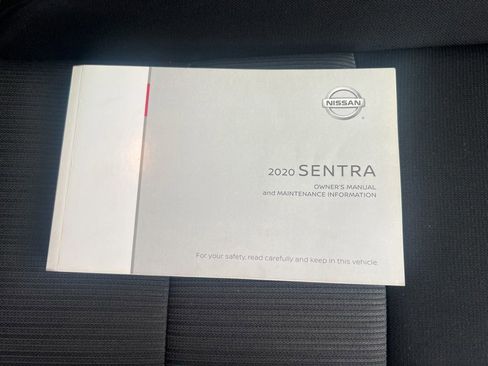 NISSAN
2020 SENTRA
OWNER'S MANUAL
and MAINTENANCE INFORMATION
For your safety, read carefully and keep in this vehicle.